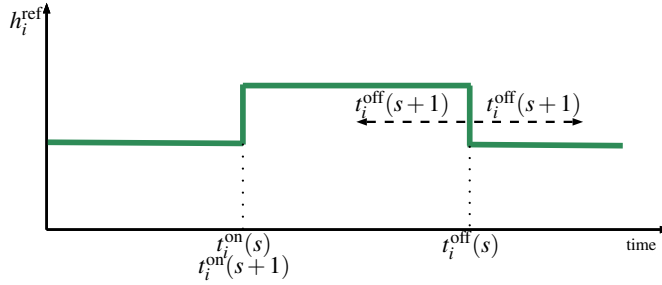 h_i^ref
t_i^off(s+1) t_i^off(s+1)
t_i^on(s) t_i^off(s) time
t_i^on(s+1)